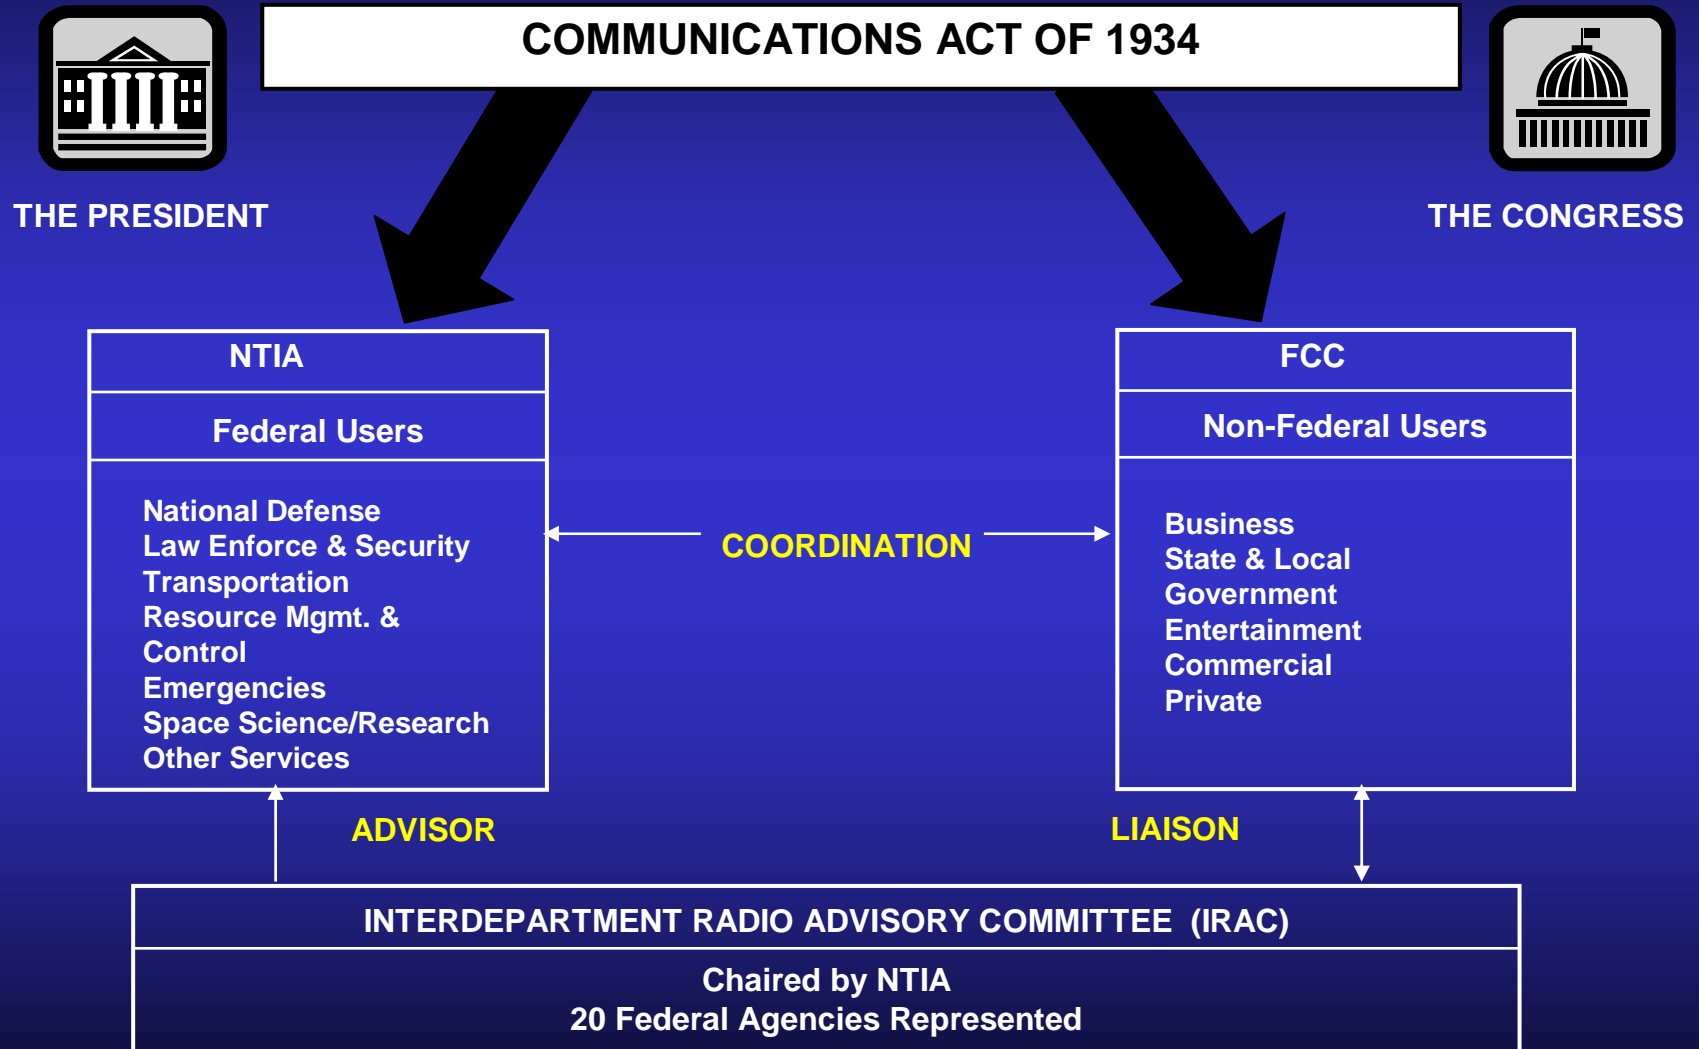 COMMUNICATIONS ACT OF 1934
THE PRESIDENT
THE CONGRESS
NTIA
Federal Users
National Defense
Law Enforce & Security
Transportation
Resource Mgmt. &
Control
Emergencies
Space Science/Research
Other Services
COORDINATION
FCC
Non-Federal Users
Business
State & Local
Government
Entertainment
Commercial
Private
ADVISOR
LIAISON
INTERDEPARTMENT RADIO ADVISORY COMMITTEE (IRAC)
Chaired by NTIA
20 Federal Agencies Represented